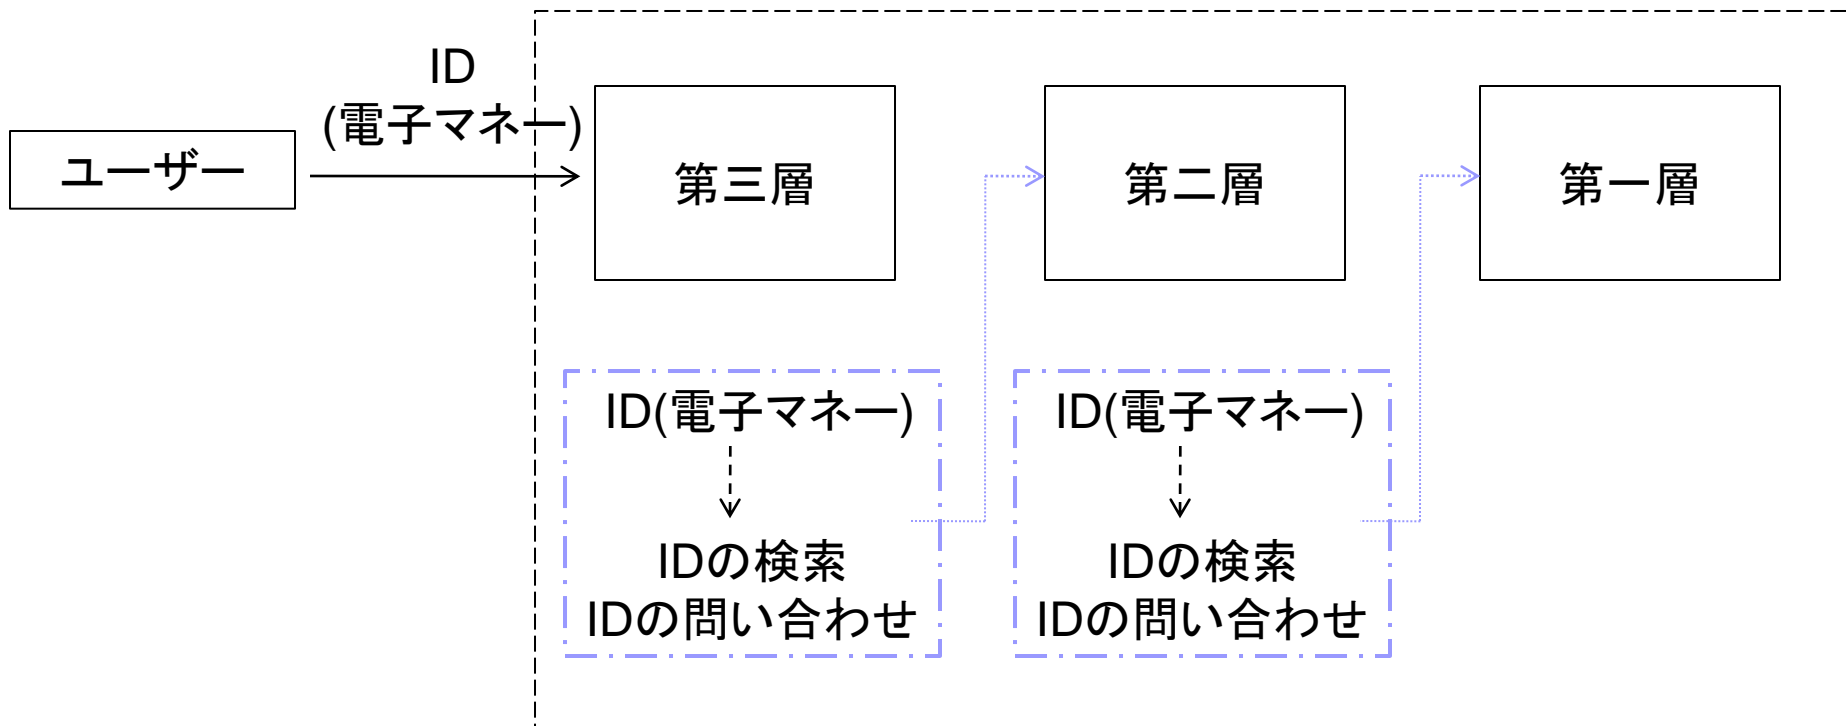 ID
(電子マネー)
ユーザー
第三層
第二層
第一層
ID(電子マネー)
IDの検索
IDの問い合わせ
ID(電子マネー)
IDの検索
IDの問い合わせ